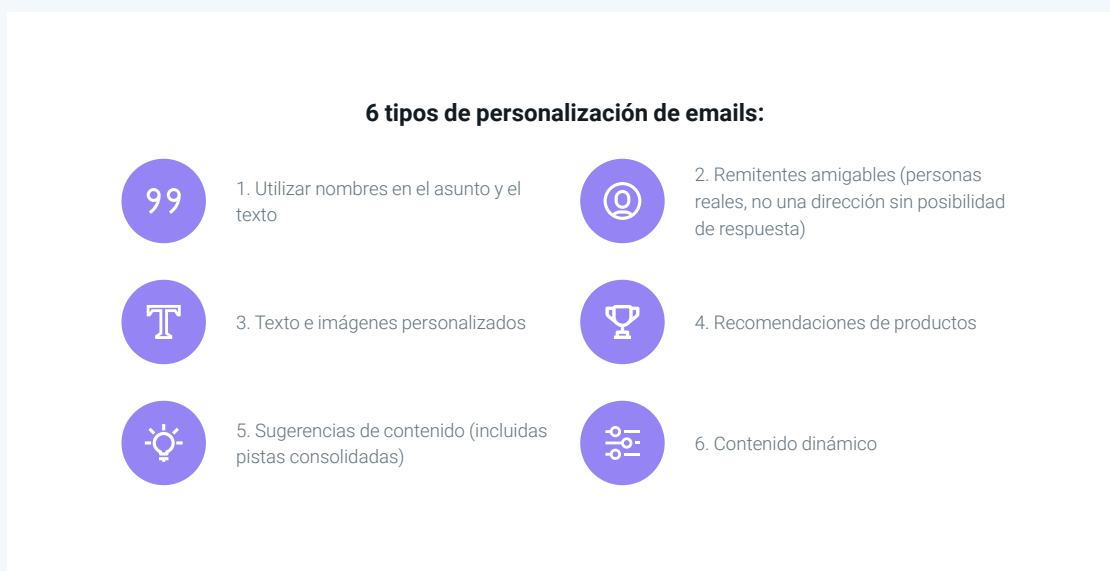 6 tipos de personalización de emails:
1. Utilizar nombres en el asunto y el
texto
2. Remitentes amigables (personas
reales, no una dirección sin posibilidad
de respuesta)
3. Texto e imágenes personalizados
4. Recomendaciones de productos
5. Sugerencias de contenido (incluidas
pistas consolidadas)
6. Contenido dinámico